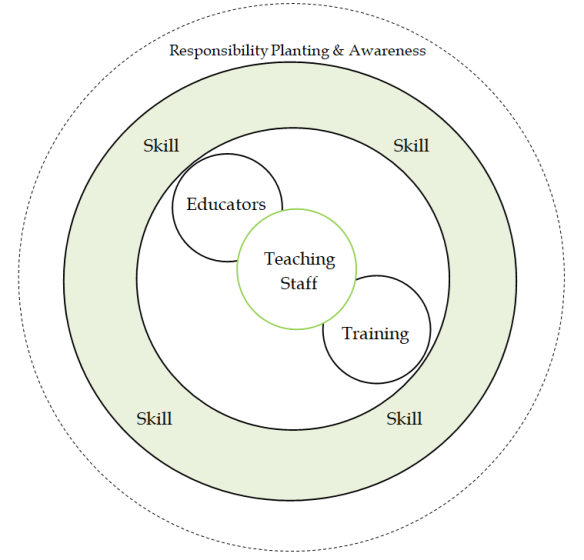 Responsibility Planting & Awareness
Skill
Skill
Educators
Teaching
Staff
Training
Skill
Skill